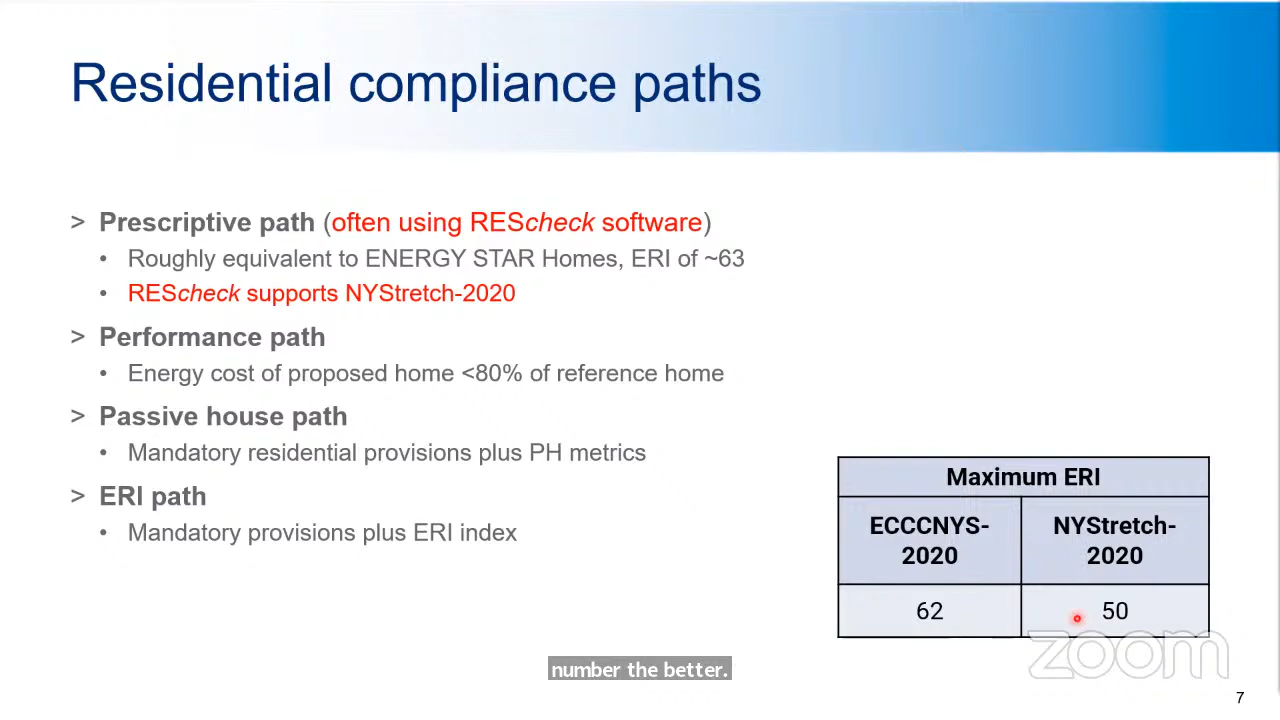 Residential compliance paths
> Prescriptive path (often using REScheck software)
• Roughly equivalent to ENERGY STAR Homes, ERI of ~63
• REScheck supports NYStretch-2020
> Performance path
• Energy cost of proposed home <80% of reference home
> Passive house path
• Mandatory residential provisions plus PH metrics
> ERI path
• Mandatory provisions plus ERI index
Maximum ERI
ECCCNYS-2020
NYStretch-2020
62
50
zoom
number the better.
7